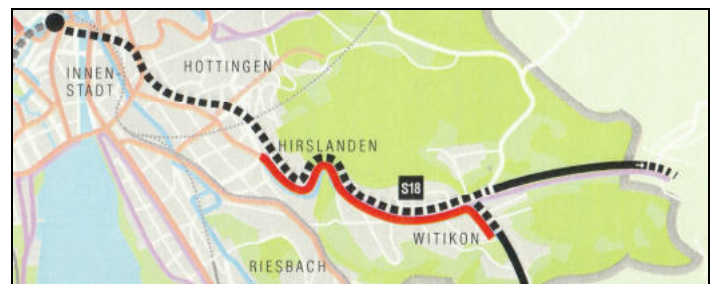 INNEN-
STADT
HOTTINGEN
HIRSLANDEN
S18
WITIKON
RIESBACH